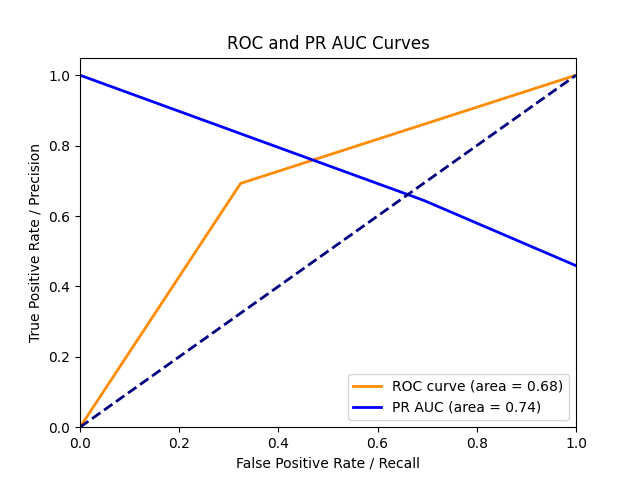 ROC and PR AUC Curves
True Positive Rate / Precision
1.0
0.8
0.6
0.4
0.2
0.0
ROC curve (area = 0.68)
PR AUC (area = 0.74)
0.0 0.2 0.4 0.6 0.8 1.0
False Positive Rate / Recall